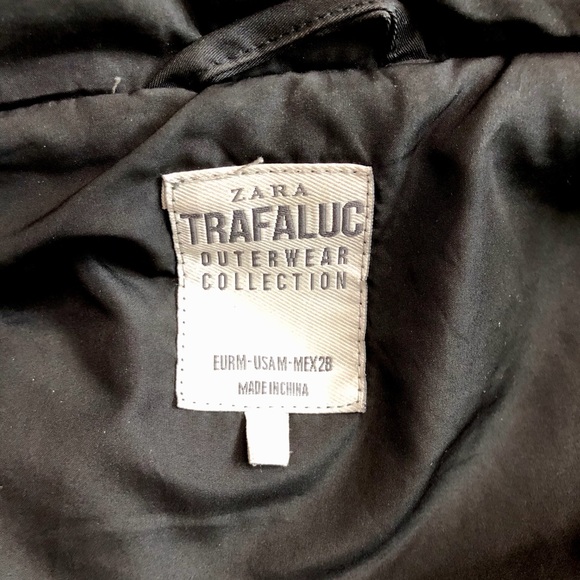 ZARA
TRAFALUC
OUTERWEAR
COLLECTION
EURM-USAM-MEX28
MADE IN CHINA